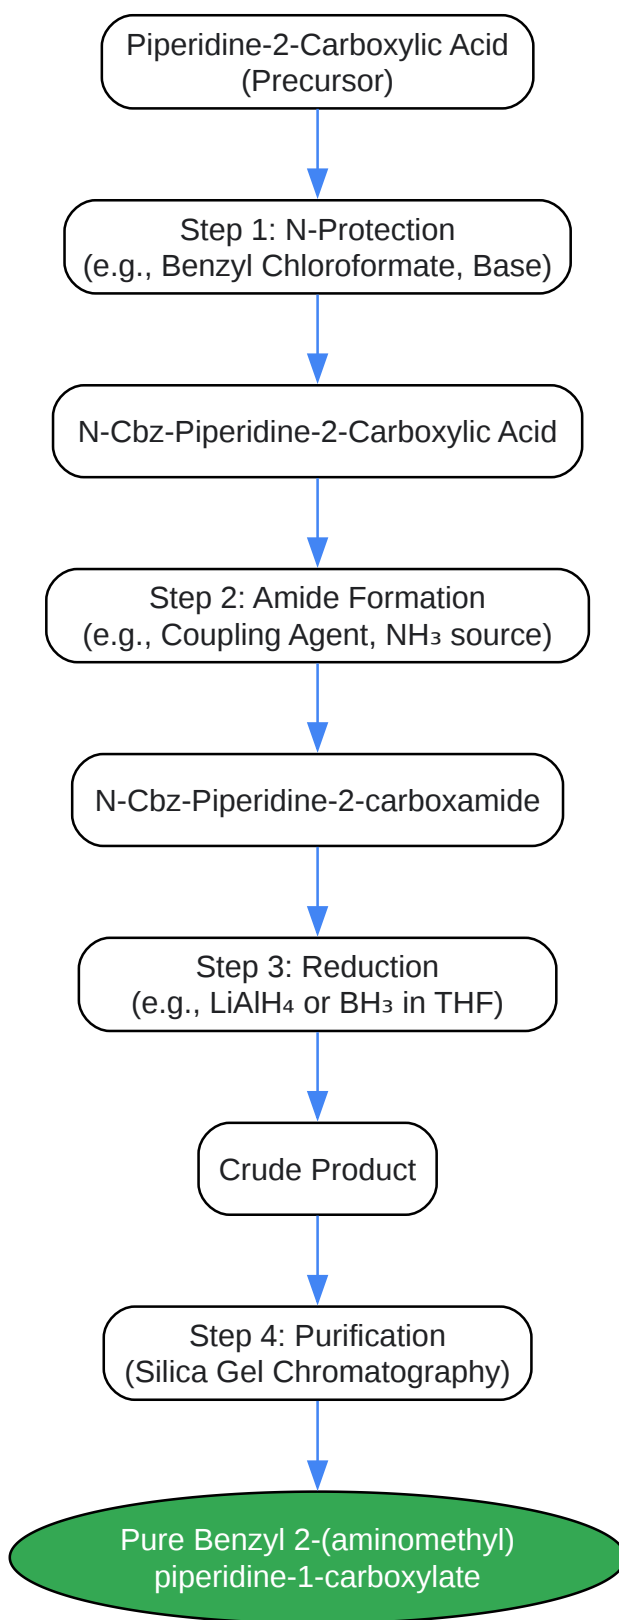 Piperidine-2-Carboxylic Acid
(Precursor)
Step 1: N-Protection
(e.g., Benzyl Chloroformate, Base)
N-Cbz-Piperidine-2-Carboxylic Acid
Step 2: Amide Formation
(e.g., Coupling Agent, NH₃ source)
N-Cbz-Piperidine-2-carboxamide
Step 3: Reduction
(e.g., LiAlH₄ or BH₃ in THF)
Crude Product
Step 4: Purification
(Silica Gel Chromatography)
Pure Benzyl 2-(aminomethyl)
piperidine-1-carboxylate